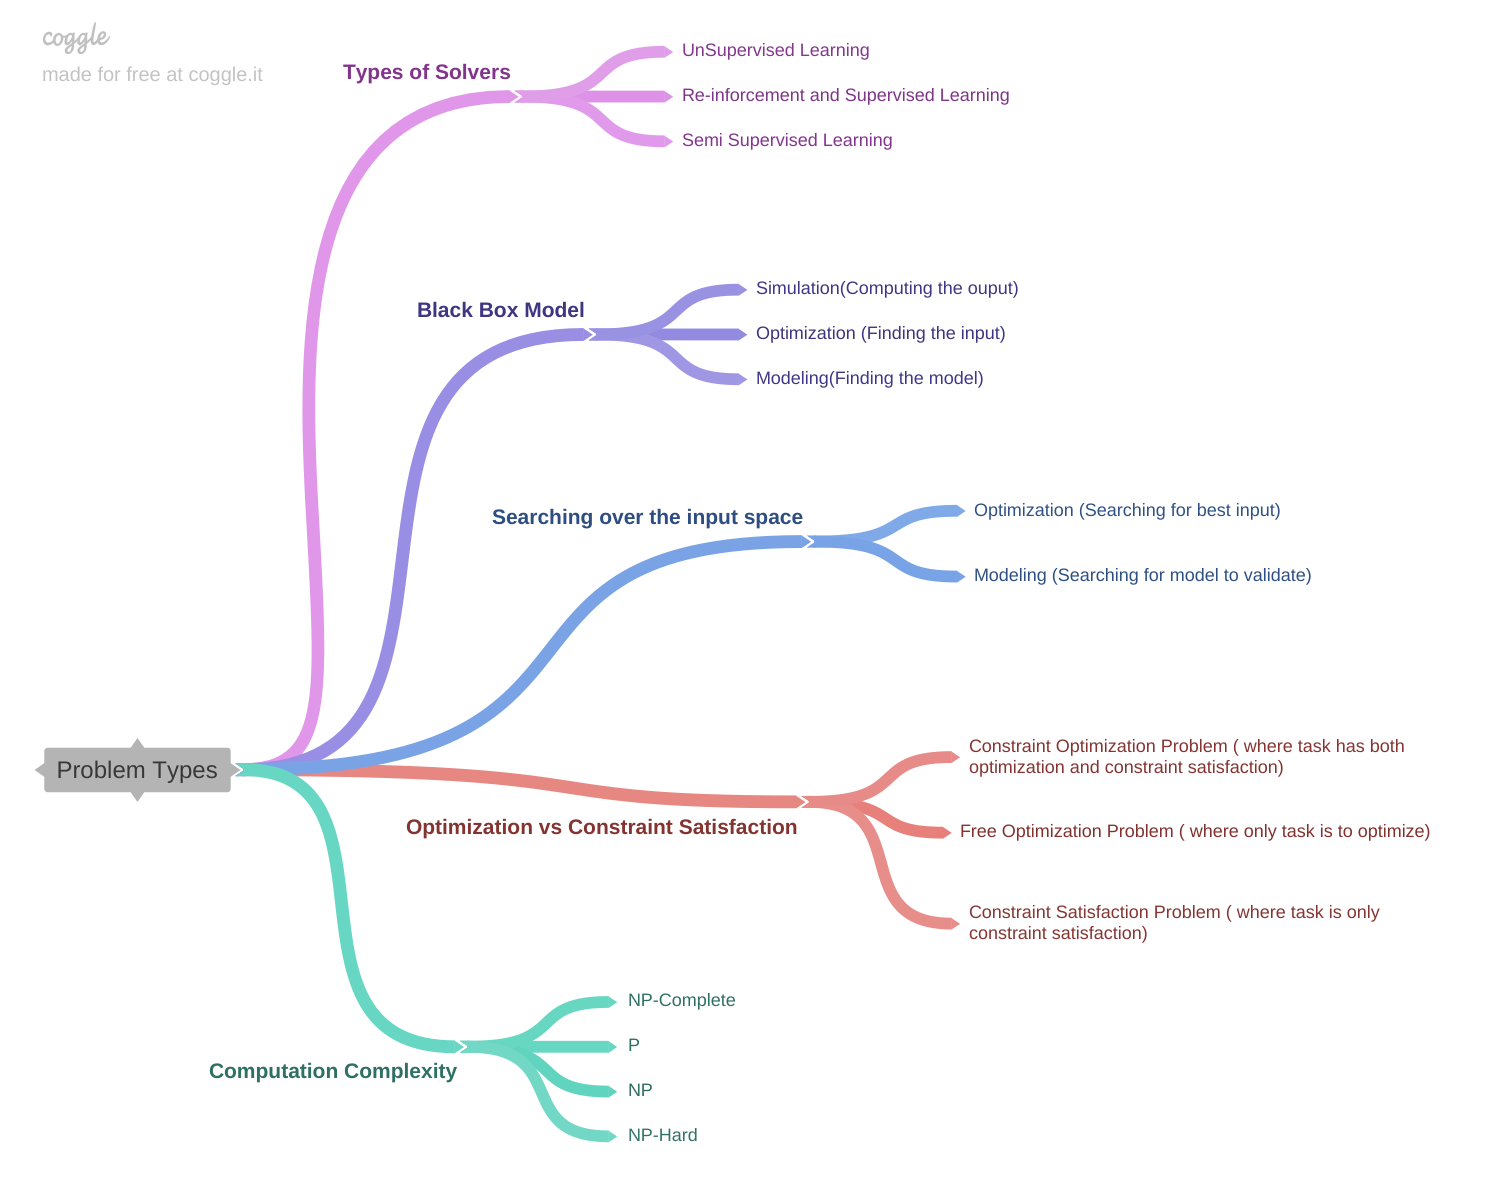 coggle
made for free at coggle.it
Types of Solvers
UnSupervised Learning
Re-inforcement and Supervised Learning
Semi Supervised Learning
Black Box Model
Simulation(Computing the ouput)
Optimization (Finding the input)
Modeling(Finding the model)
Searching over the input space
Optimization (Searching for best input)
Modeling (Searching for model to validate)
Problem Types
Optimization vs Constraint Satisfaction
Constraint Optimization Problem ( where task has both
optimization and constraint satisfaction)
Free Optimization Problem ( where only task is to optimize)
Constraint Satisfaction Problem ( where task is only
constraint satisfaction)
Computation Complexity
NP-Complete
P
NP
NP-Hard